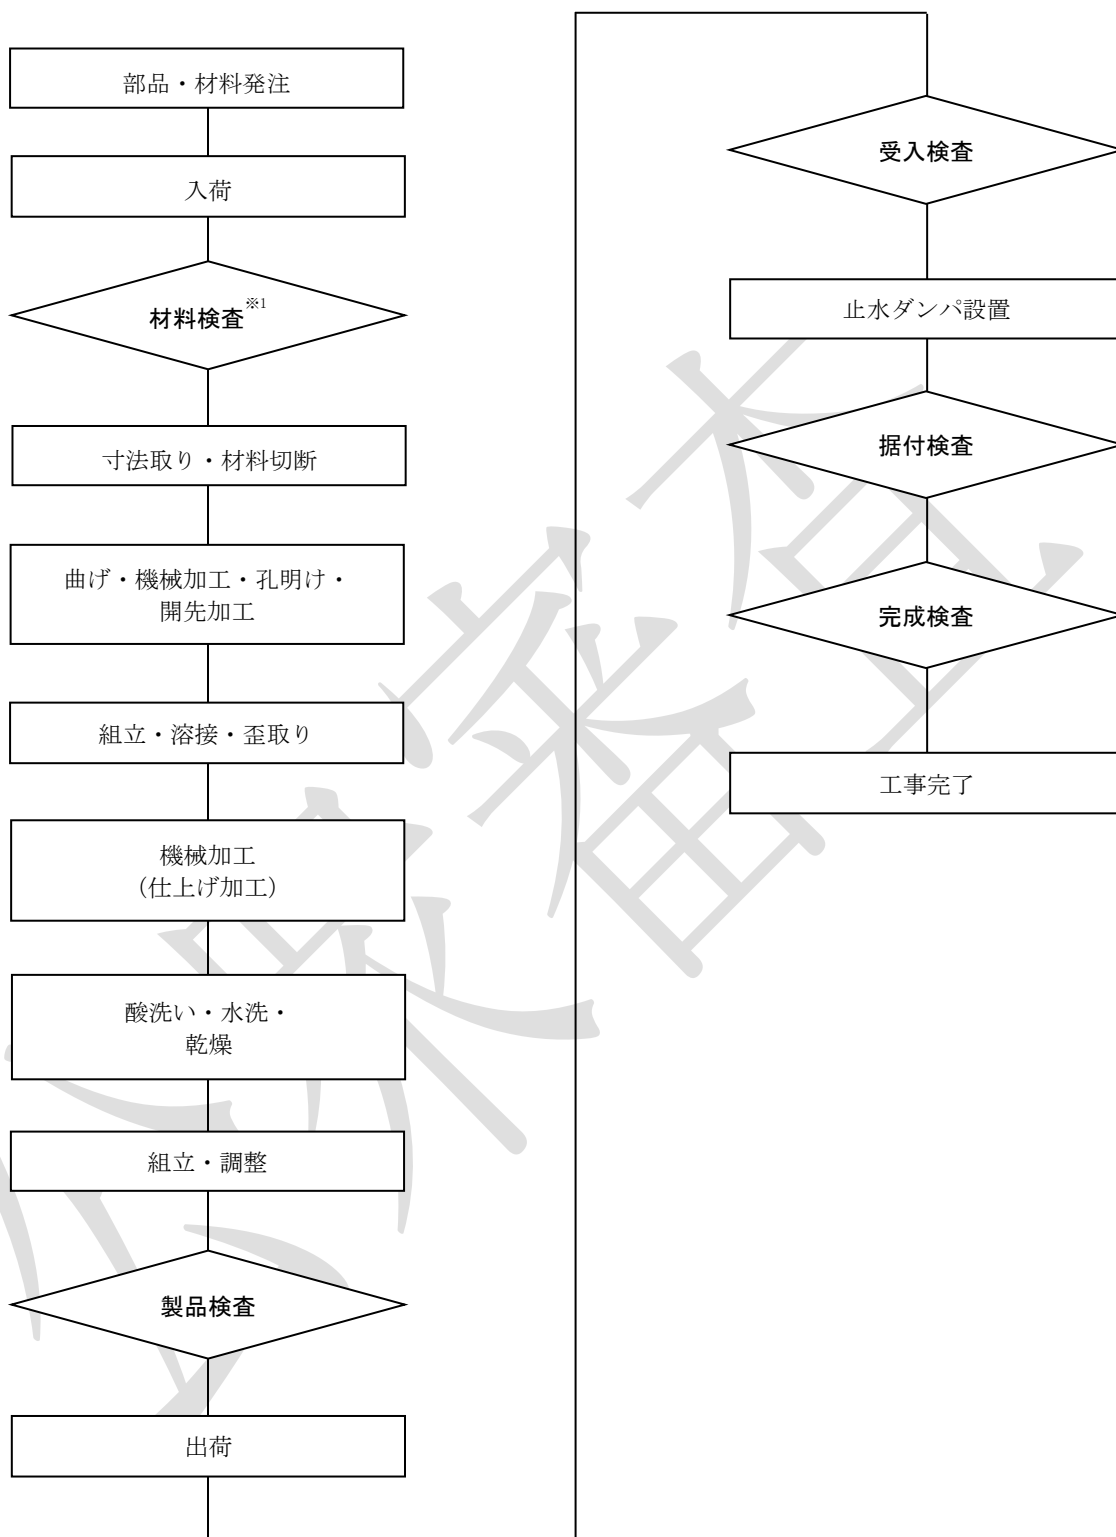 部品・材料発注
入荷
材料検査※1
寸法取り・材料切断
曲げ・機械加工・孔明け・
開先加工
組立・溶接・歪取り
機械加工
（仕上げ加工）
酸洗い・水洗・
乾燥
組立・調整
製品検査
出荷
受入検査
止水ダンパ設置
据付検査
完成検査
工事完了